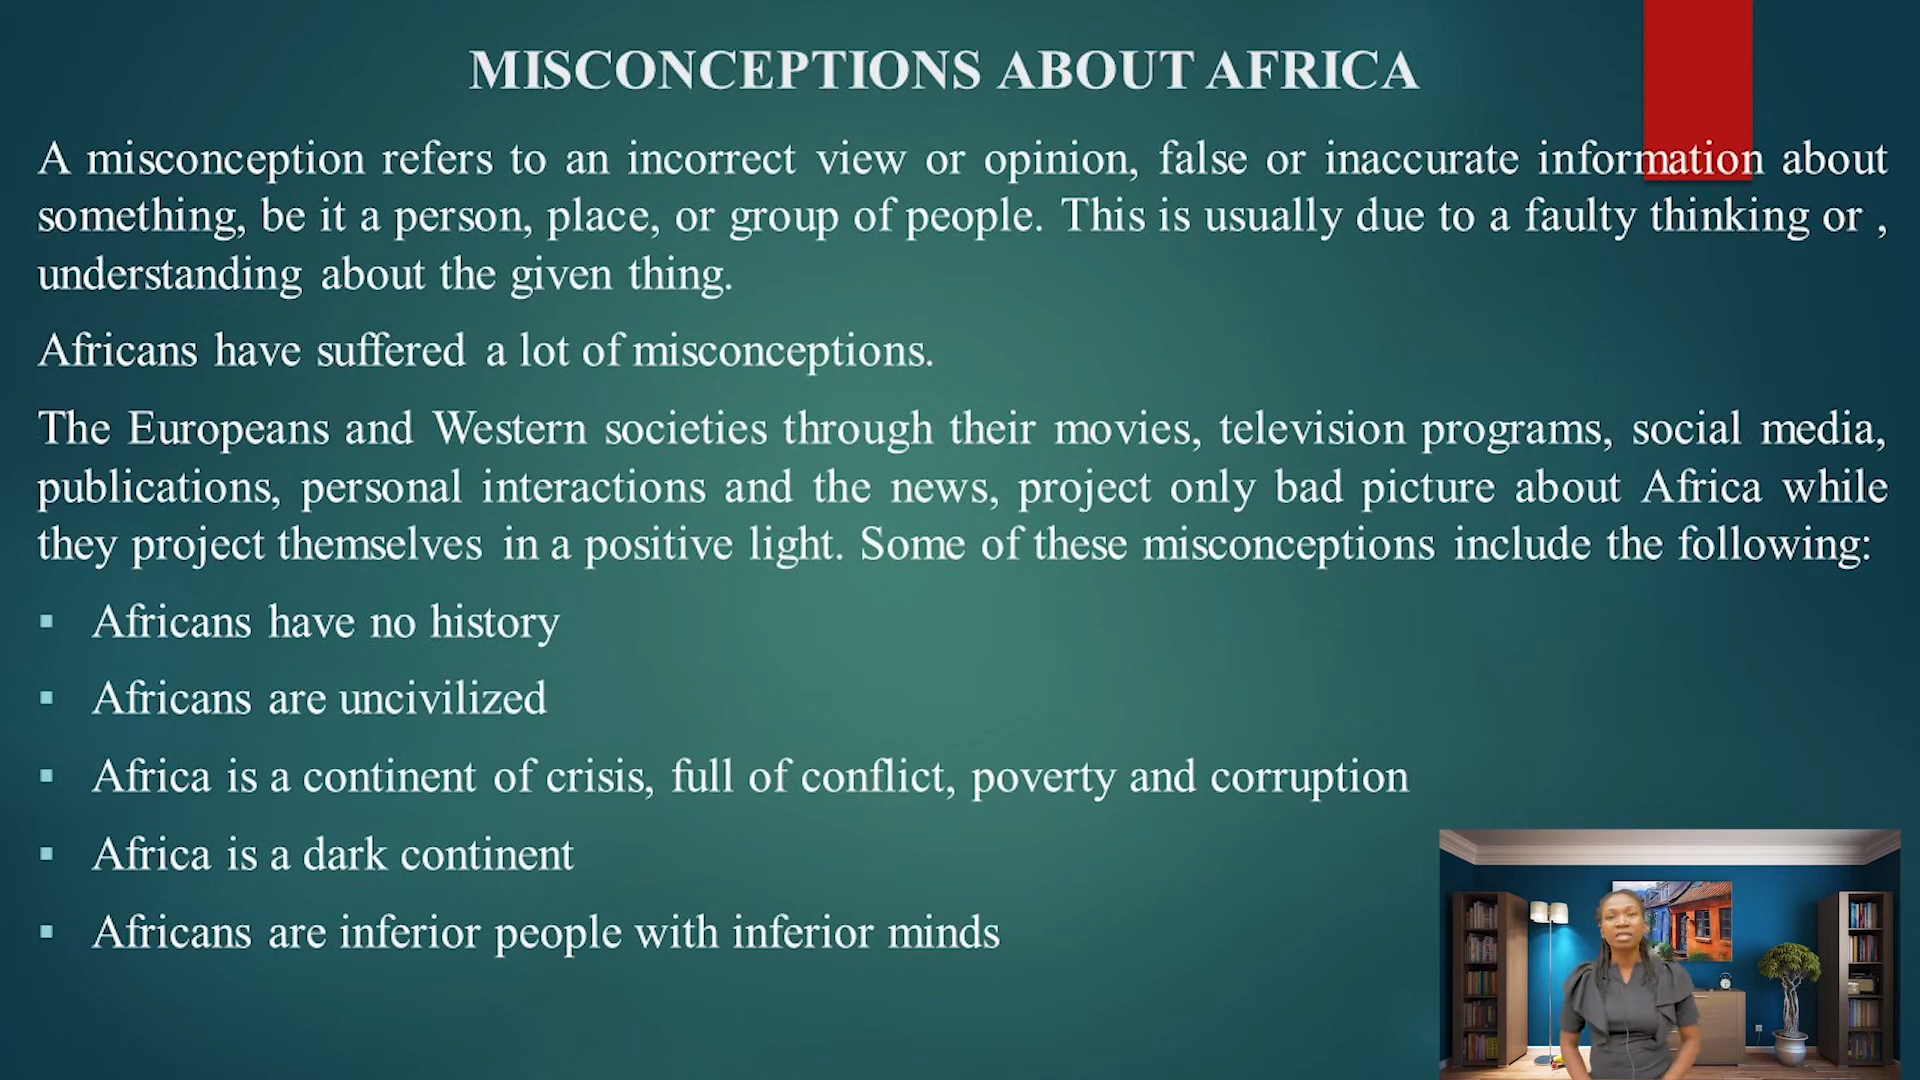 MISCONCEPTIONS ABOUT AFRICA
A misconception refers to an incorrect view or opinion, false or inaccurate information about
something, be it a person, place, or group of people. This is usually due to a faulty thinking or ,
understanding about the given thing.
Africans have suffered a lot of misconceptions.
The Europeans and Western societies through their movies, television programs, social media,
publications, personal interactions and the news, project only bad picture about Africa while
they project themselves in a positive light. Some of these misconceptions include the following:
▪ Africans have no history
▪ Africans are uncivilized
▪ Africa is a continent of crisis, full of conflict, poverty and corruption
▪ Africa is a dark continent
▪ Africans are inferior people with inferior minds